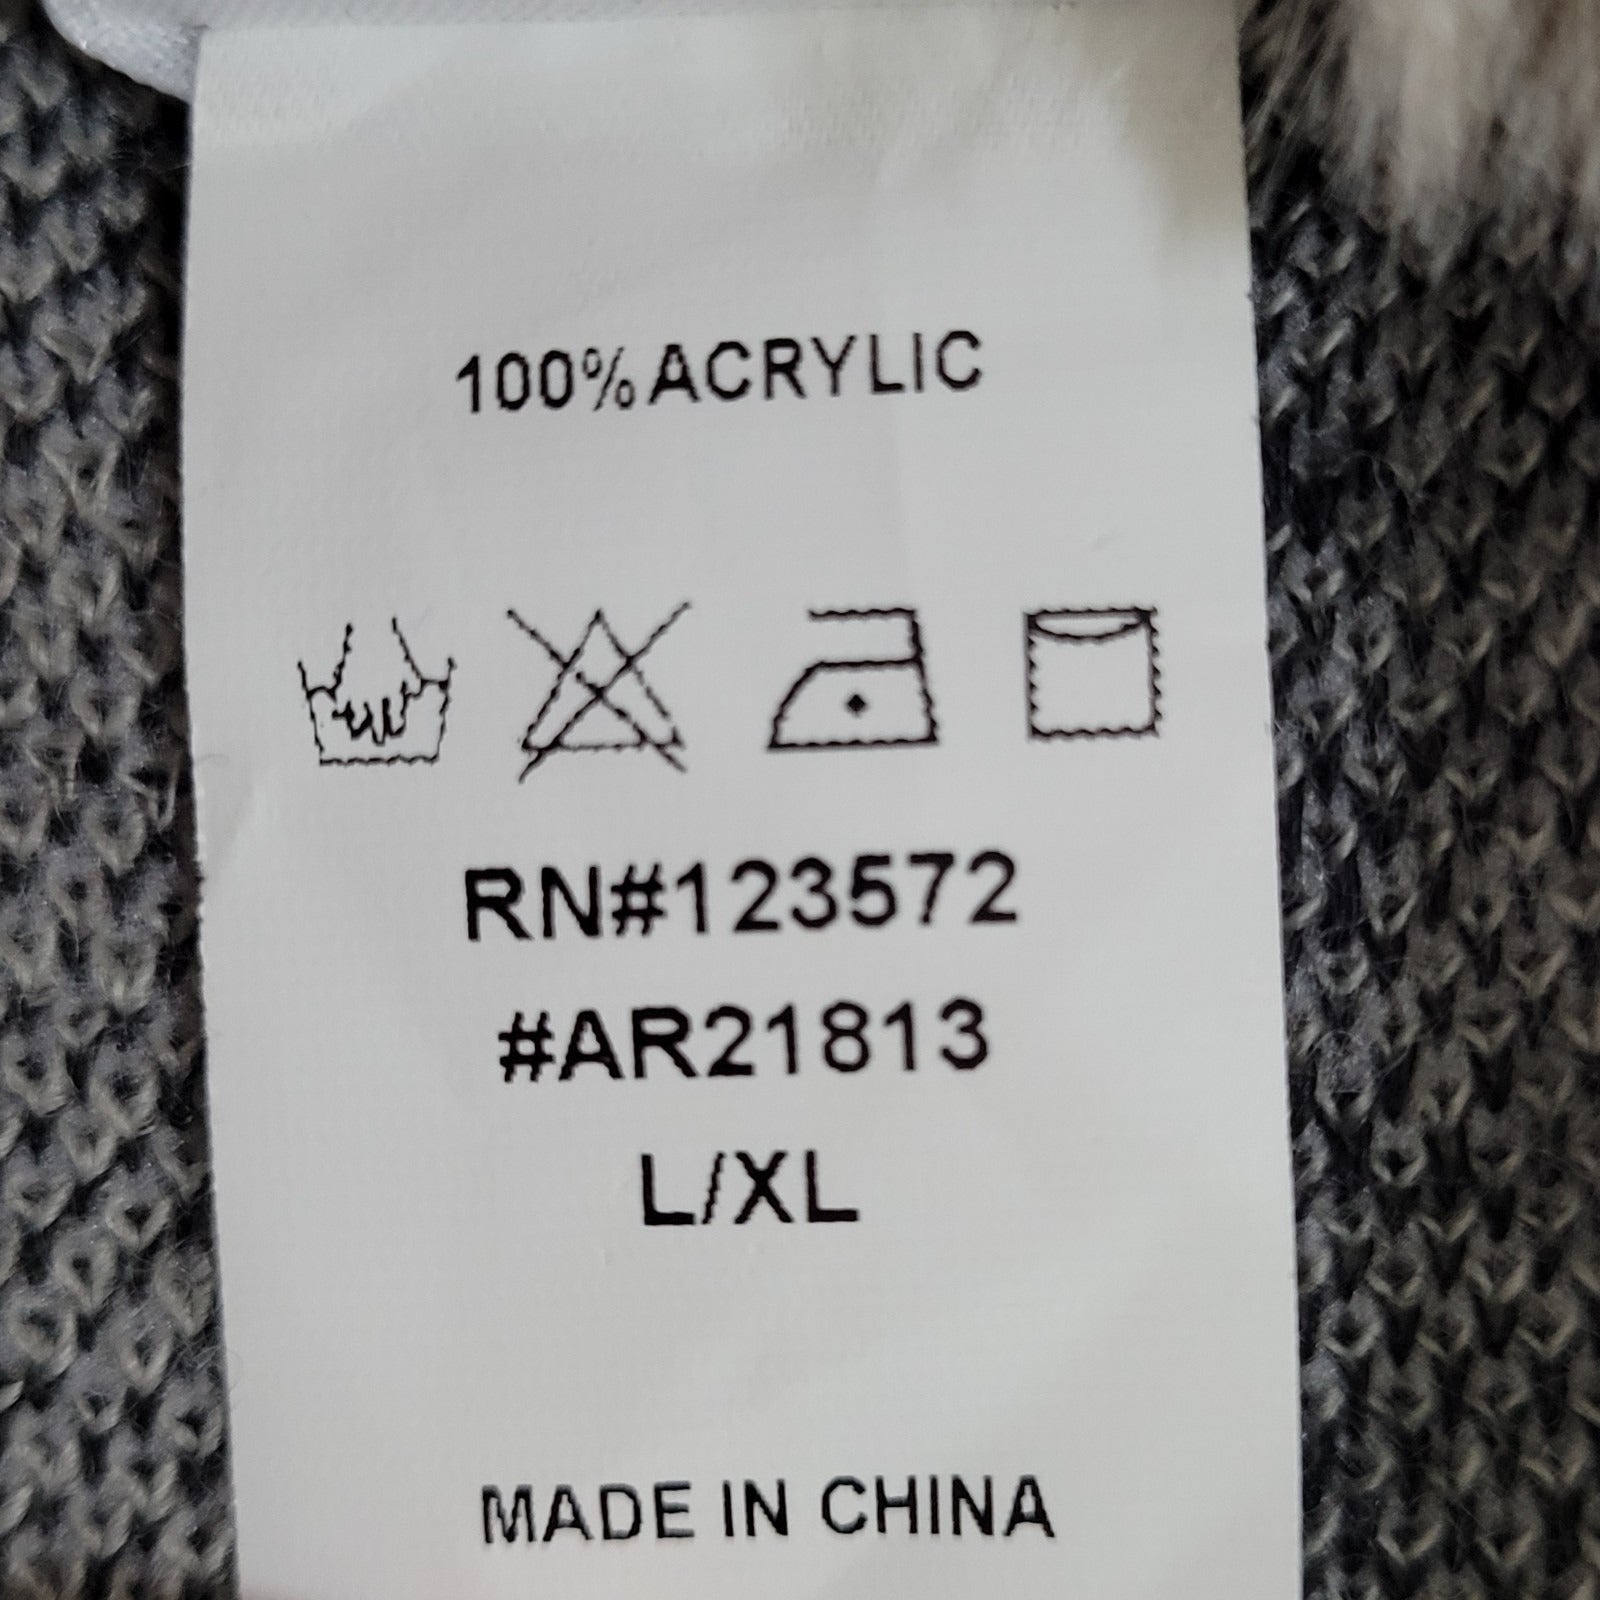 100% ACRYLIC
RN#123572
#AR21813
L/XL
MADE IN CHINA